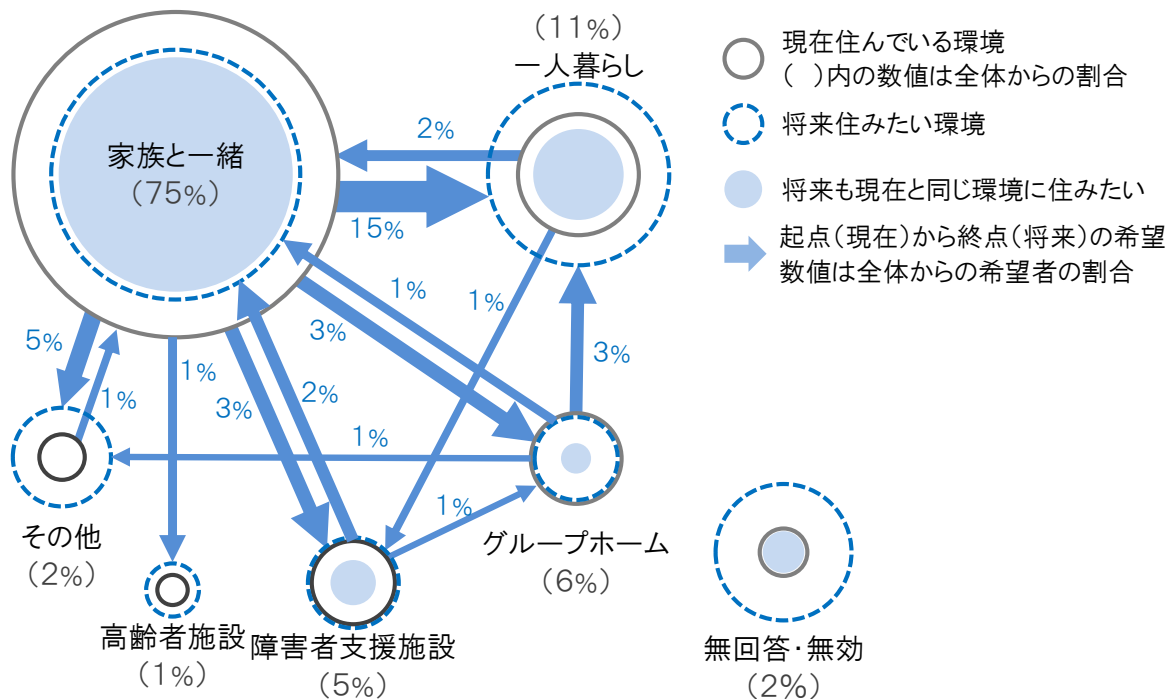 (11%)
一人暮らし
家族と一緒
(75%)
2%
15%
1%
3%
1%
3%
5%
1%
1%
3%
2%
1%
1%
その他
(2%)
高齢者施設
(1%)
障害者支援施設
(5%)
グループホーム
(6%)
無回答・無効
(2%)
現在住んでいる環境
( )内の数値は全体からの割合
将来住みたい環境
将来も現在と同じ環境に住みたい
起点(現在)から終点(将来)の希望
数値は全体からの希望者の割合